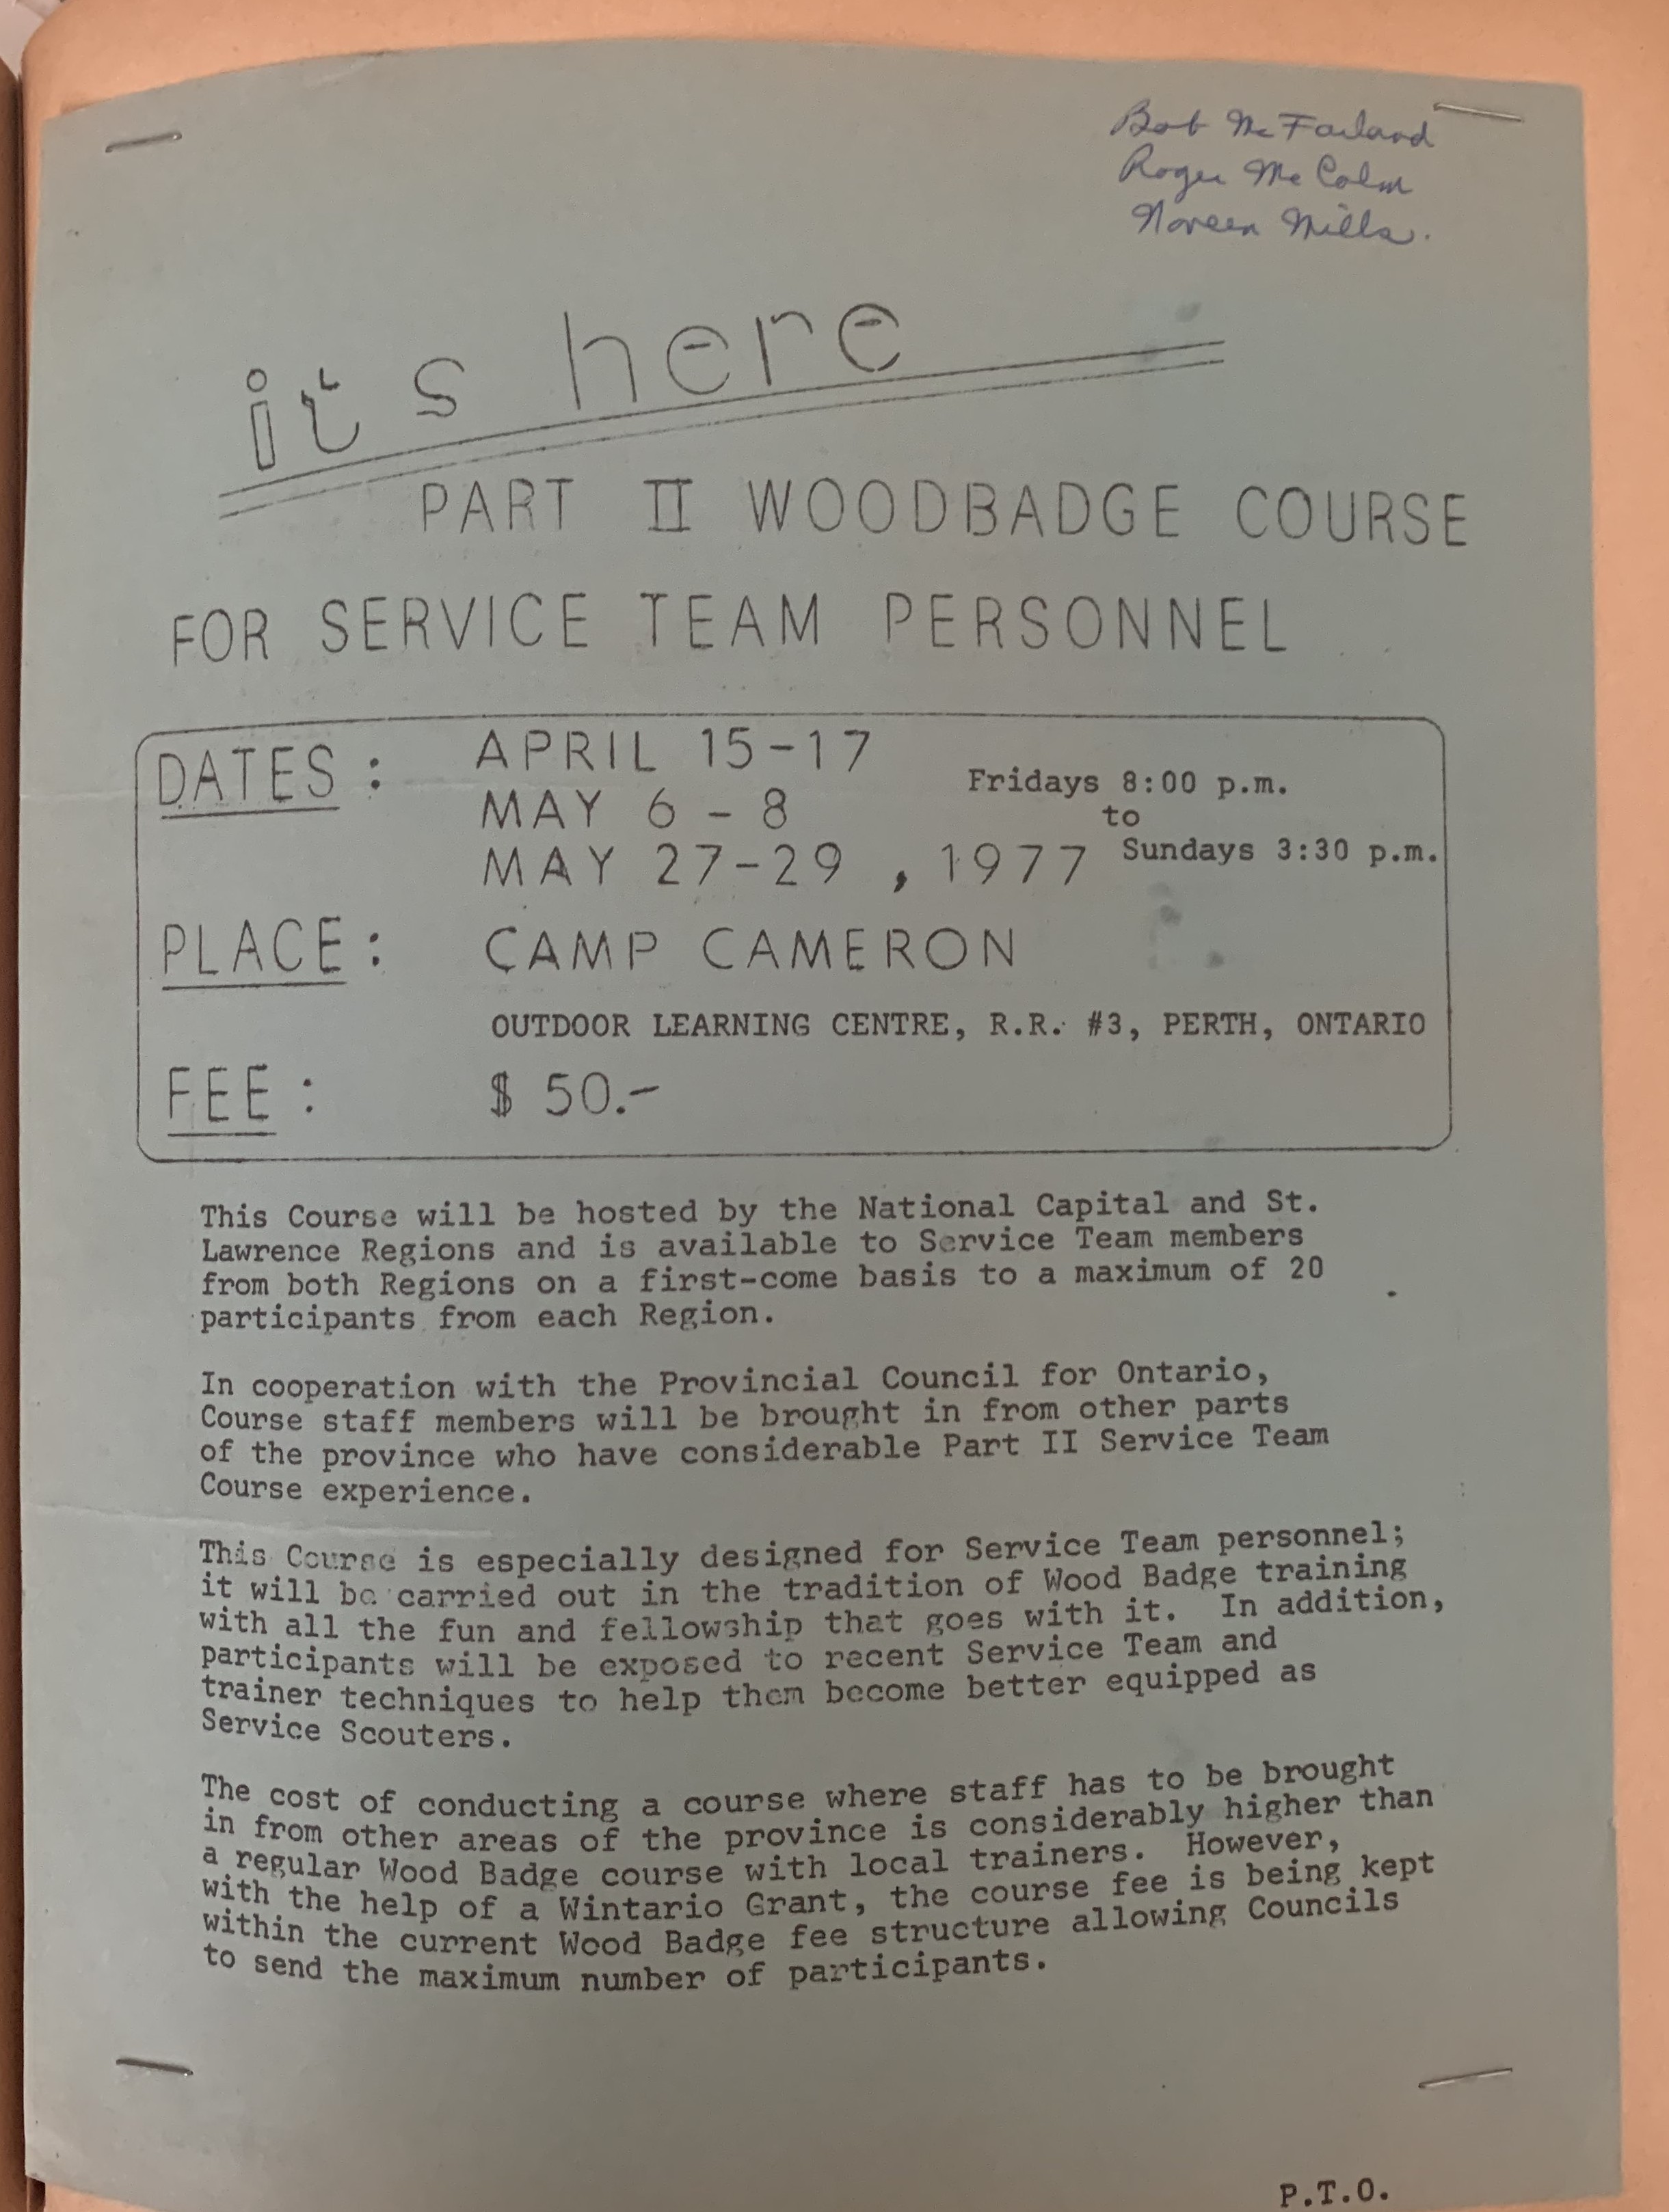 Bob McFarland
Roger McColm
Noreen Mills.
its here
PART II WOODBADGE COURSE
FOR SERVICE TEAM PERSONNEL
DATES : APRIL 15-17
MAY 6 - 8
MAY 27-29 , 1977
Fridays 8:00 p.m.
to
Sundays 3:30 p.m.
PLACE : CAMP CAMERON
OUTDOOR LEARNING CENTRE, R.R. #3, PERTH, ONTARIO
FEE : $ 50.-
This Course will be hosted by the National Capital and St.
Lawrence Regions and is available to Service Team members
from both Regions on a first-come basis to a maximum of 20
participants from each Region.
In cooperation with the Provincial Council for Ontario,
Course staff members will be brought in from other parts
of the province who have considerable Part II Service Team
Course experience.
This Course is especially designed for Service Team personnel;
it will be carried out in the tradition of Wood Badge training
with all the fun and fellowship that goes with it. In addition,
participants will be exposed to recent Service Team and
trainer techniques to help them become better equipped as
Service Scouters.
The cost of conducting a course where staff has to be brought
in from other areas of the province is considerably higher than
a regular Wood Badge course with local trainers. However,
with the help of a Wintario Grant, the course fee is being kept
within the current Wood Badge fee structure allowing Councils
to send the maximum number of participants.
P.T.O.